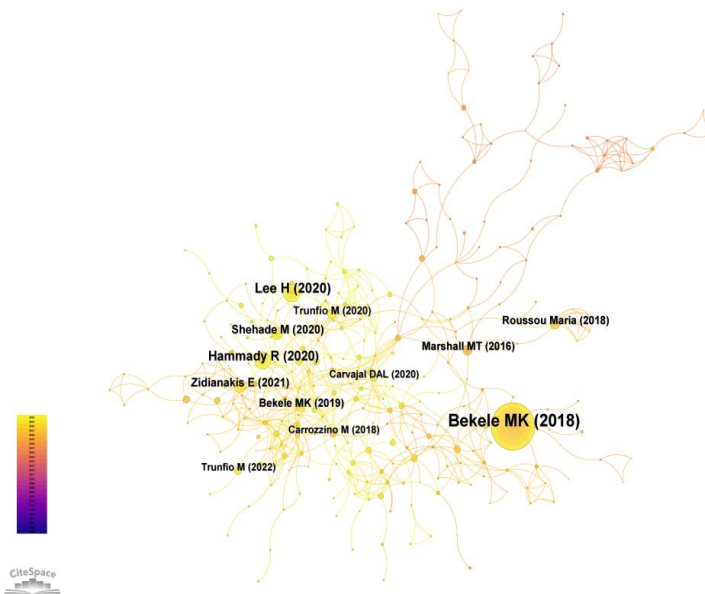 Lee H (2020)
Trunfio M (2020)
Roussou Maria (2018)
Shehade M (2020)
Marshall MT (2016)
Hammady R (2020)
Carvajal DAL (2020)
Zidianakis E (2021)
Bekele MK (2019)
Bekele MK (2018)
Carrozzino M (2018)
Trunfio M (2022)
CiteSpace